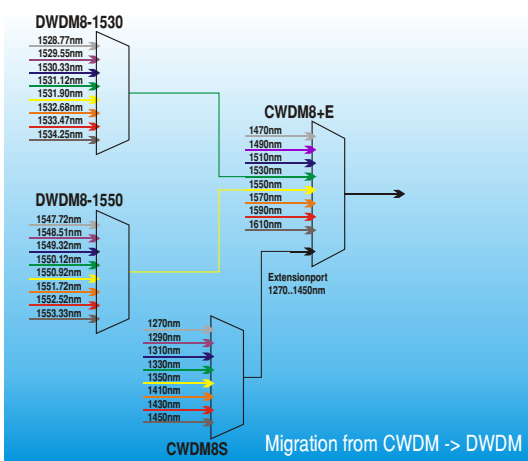 DWDM8-1530
1528.77nm
1529.55nm
1530.33nm
1531.12nm
1531.90nm
1532.68nm
1533.47nm
1534.25nm
CWDM8+E
1470nm
1490nm
1510nm
1530nm
1550nm
1570nm
1590nm
1610nm
Extensionport
1270..1450nm
DWDM8-1550
1547.72nm
1548.51nm
1549.32nm
1550.12nm
1550.92nm
1551.72nm
1552.52nm
1553.33nm
1270nm
1290nm
1310nm
1330nm
1350nm
1410nm
1430nm
1450nm
CWDM8S
Migration from CWDM -> DWDM